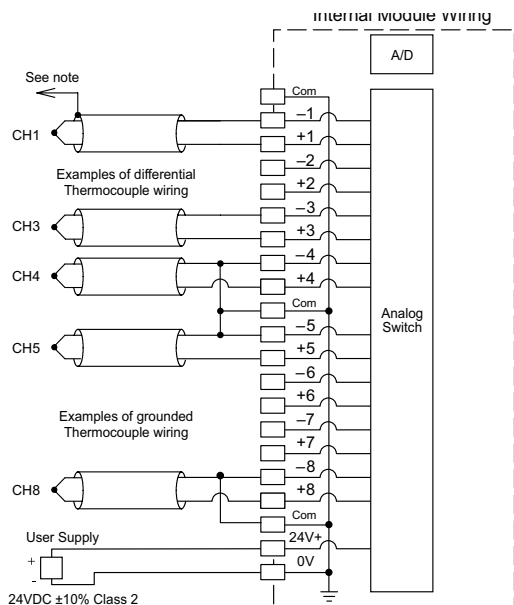 Internal Module Wiring
A/D
See note
Com
–1
CH1
+1
–2
Examples of differential
Thermocouple wiring
+2
–3
CH3
+3
–4
CH4
+4
Com
Analog
Switch
–5
CH5
+5
–6
+6
Examples of grounded
Thermocouple wiring
–7
+7
–8
CH8
+8
Com
User Supply
24V+
+
0V
-
24VDC ±10% Class 2